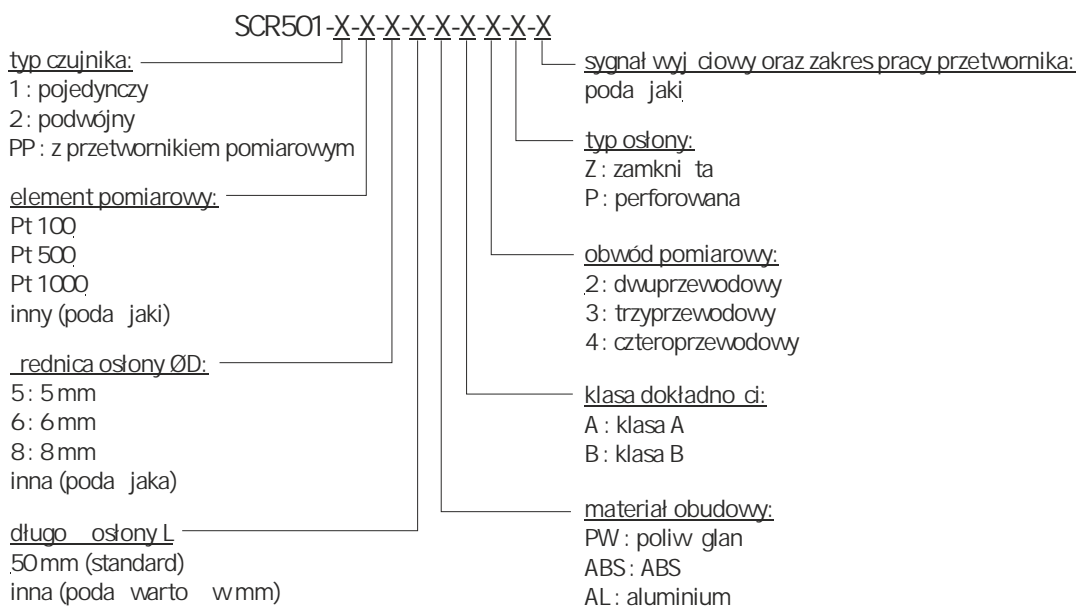 SCR501-X-X-X-X-X-X-X-X-X
typ czujnika:
1 : pojedynczy
2 : podwójny
PP : z przetwornikiem pomiarowym
element pomiarowy:
Pt 100
Pt 500
Pt 1000
inny (poda jaki)
rednica osłony ØD:
5 : 5 mm
6 : 6 mm
8 : 8 mm
inna (poda jaka)
długo osłony L
50 mm (standard)
inna (poda warto w mm)
sygnał wyj ciowy oraz zakres pracy przetwornika:
poda jaki
typ osłony:
Z : zamkni ta
P : perforowana
obwód pomiarowy:
2 : dwuprzewodowy
3 : trzyprzewodowy
4 : czteroprzewodowy
klasa dokładno ci:
A : klasa A
B : klasa B
materiał obudowy:
PW : poliw glan
ABS : ABS
AL : aluminium